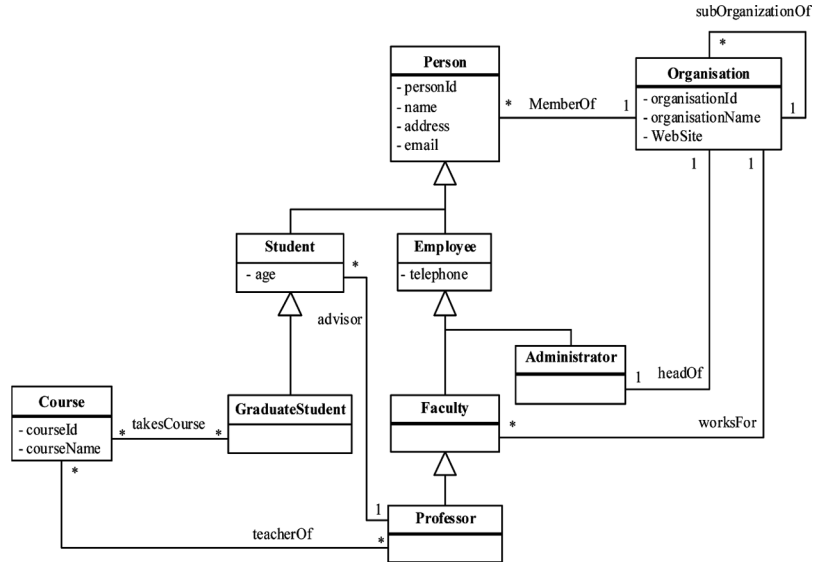 subOrganizationOf
*
1
Person
- personId
- name
- address
- email
* MemberOf 1
Organisation
- organisationId
- organisationName
- WebSite
1
1
Student
- age
*
Employee
- telephone
advisor
Administrator
1 headOf
Course
- courseId
- courseName
* takesCourse *
GraduateStudent
Faculty
* worksFor
*
1
Professor
teacherOf *